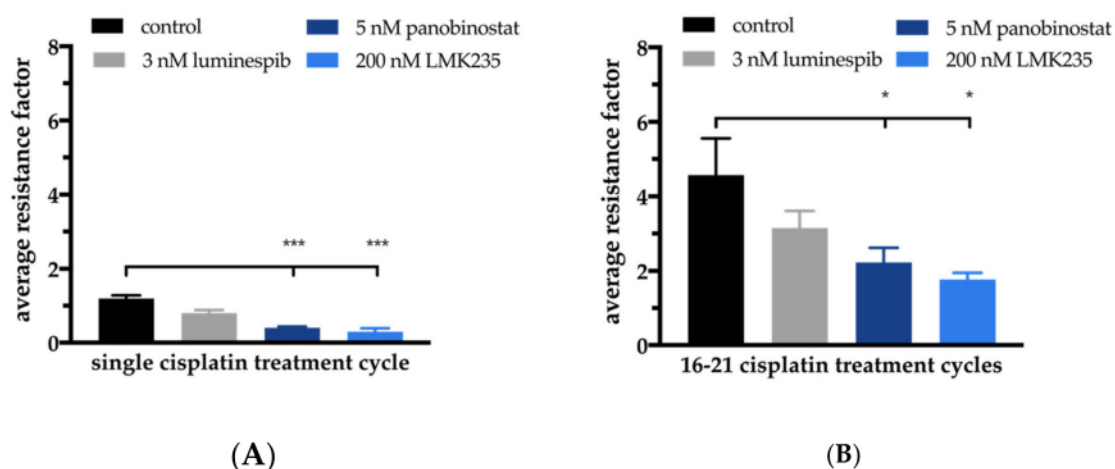 control
5 nM panobinostat
3 nM luminespib
200 nM LMK235
average resistance factor
8
6
4
2
0
***
***
single cisplatin treatment cycle
(A)
control
5 nM panobinostat
3 nM luminespib
200 nM LMK235
average resistance factor
8
6
4
2
0
*
*
16-21 cisplatin treatment cycles
(B)